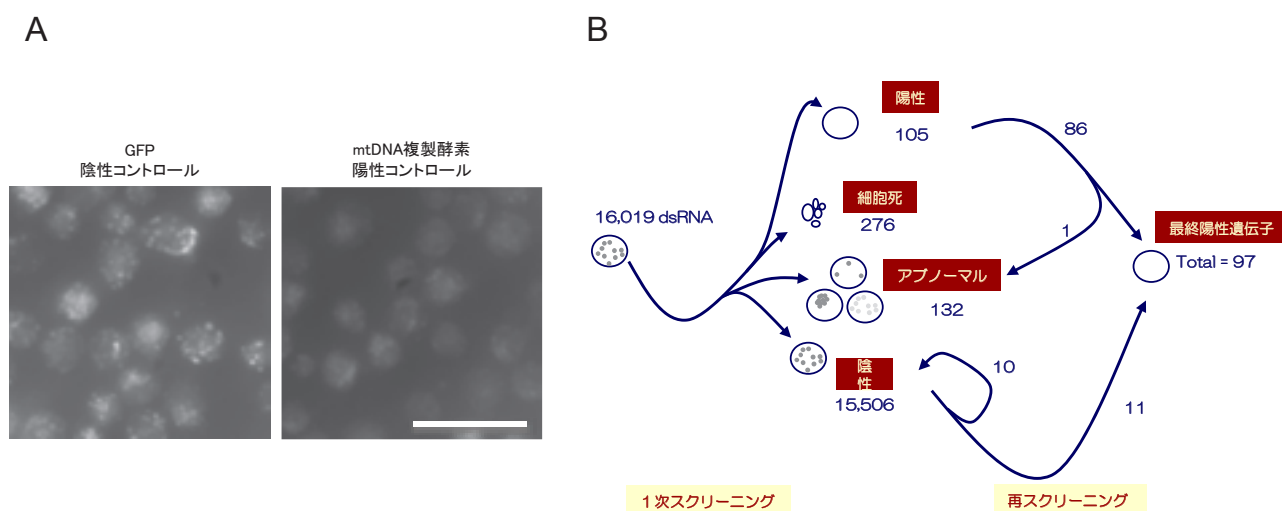 A
GFP
陰性コントロール
mtDNA複製酵素
陽性コントロール
B
16,019 dsRNA
陽性
105
細胞死
276
アブノーマル
132
陰
性
15,506
86
1
10
11
最終陽性遺伝子
Total = 97
1次スクリーニング
再スクリーニング